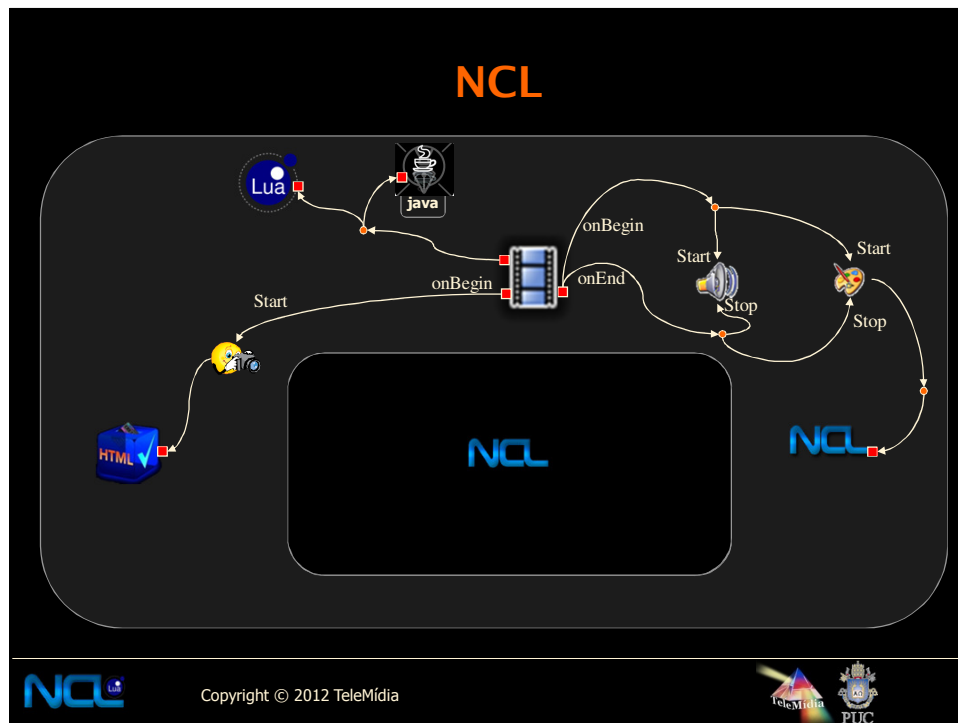 NCL
Lua
java
onBegin
Start
Start
onBegin
onEnd
Start
Stop
Stop
HTML
NCL
NCL
NCL
Lua
Copyright © 2012 TeleMídia
TeleMídia
PUC